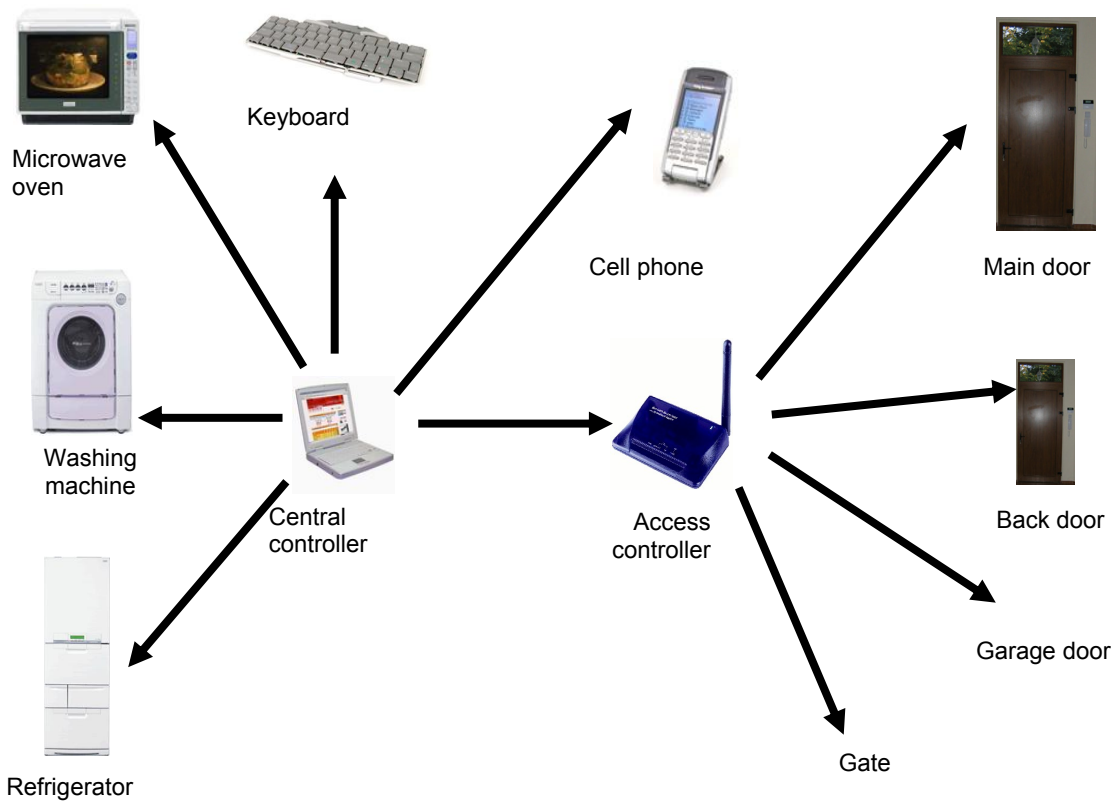 Keyboard
Microwave
oven
Cell phone
Main door
Washing
machine
Central
controller
Access
controller
Back door
Garage door
Gate
Refrigerator